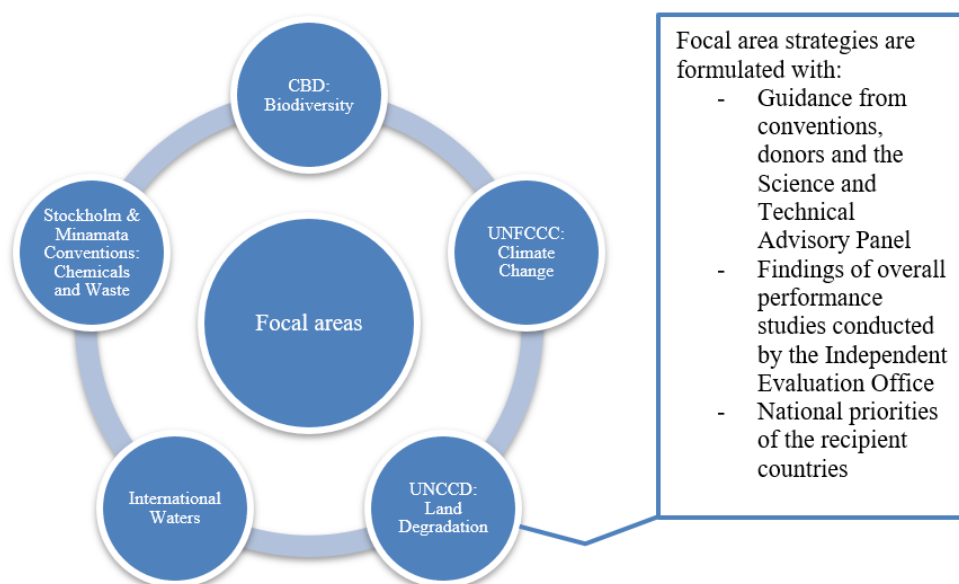 CBD:
Biodiversity
UNFCCC:
Climate
Change
UNCCD:
Land
Degradation
International
Waters
Stockholm &
Minamata
Conventions:
Chemicals
and Waste
Focal areas
Focal area strategies are
formulated with:
- Guidance from
conventions,
donors and the
Science and
Technical
Advisory Panel
- Findings of overall
performance
studies conducted
by the Independent
Evaluation Office
- National priorities
of the recipient
countries